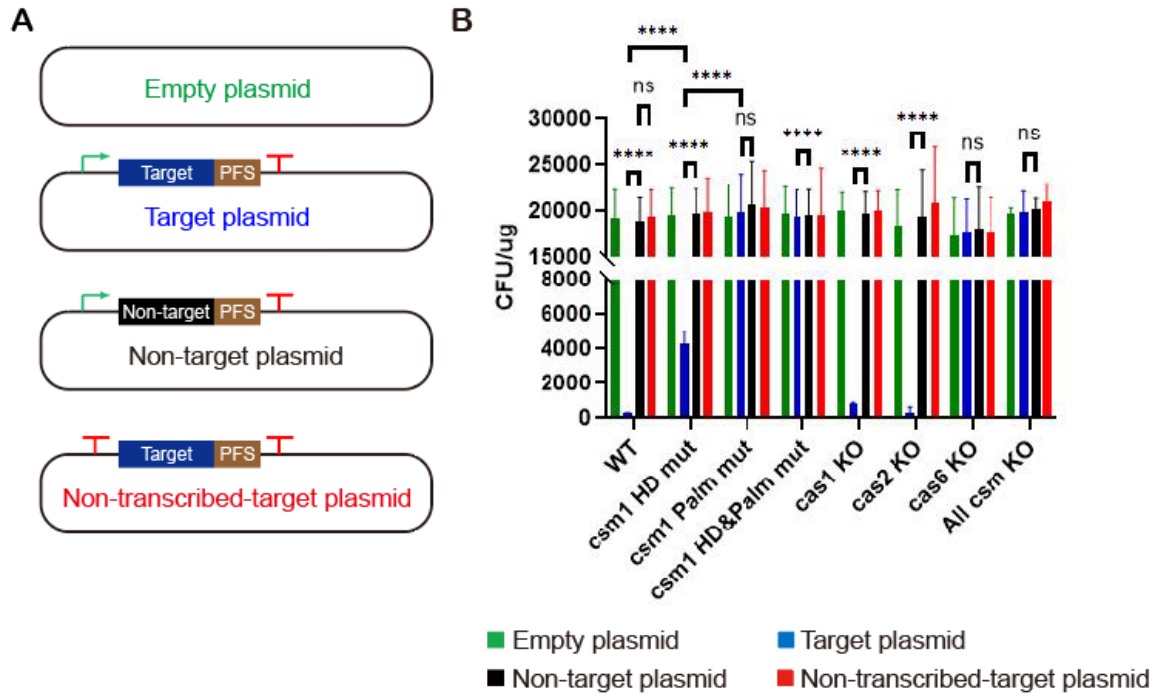 A
Empty plasmid
Target PFS
Target plasmid
Non-target PFS
Non-target plasmid
Target PFS
Non-transcribed-target plasmid
B
****
****
ns
ns
****
ns
ns
****
****
****
****
30000
25000
20000
15000
8000
6000
4000
2000
0
CFU/ug
WT
csm1 HD mut
csm1 Palm mut
csm1 HD&Palm mut
cas1 KO
cas2 KO
cas6 KO
All csm KO
Empty plasmid
Target plasmid
Non-target plasmid
Non-transcribed-target plasmid